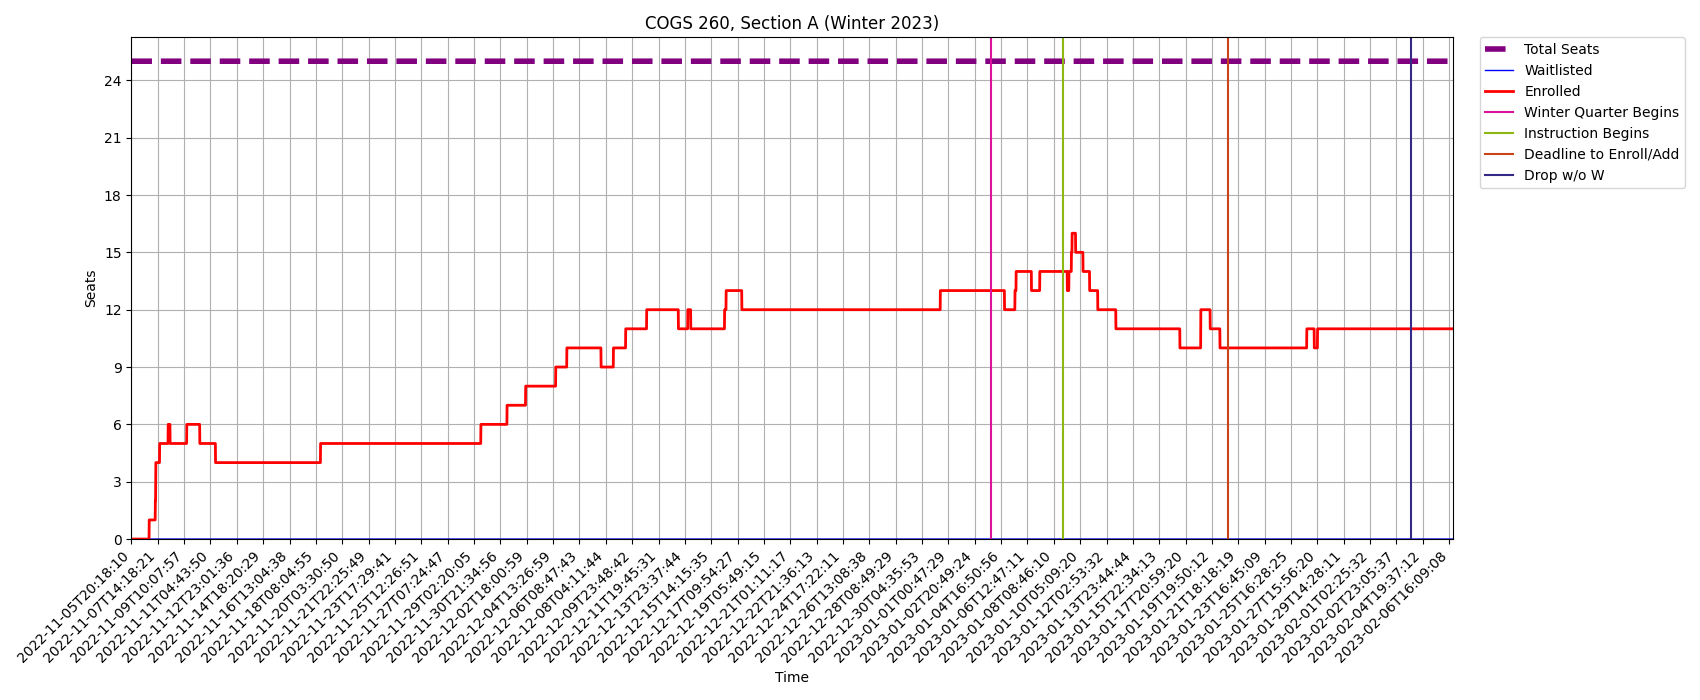 COGS 260, Section A (Winter 2023)
Total Seats
Waitlisted
Enrolled
Winter Quarter Begins
Instruction Begins
Deadline to Enroll/Add
Drop w/o W
Seats
24
21
18
15
12
9
6
3
0
2022-11-05T20:18:10
2022-11-07T14:18:21
2022-11-09T10:07:57
2022-11-11T04:43:50
2022-11-12T23:01:36
2022-11-14T18:20:29
2022-11-16T13:04:38
2022-11-18T08:04:55
2022-11-20T03:30:50
2022-11-21T22:25:49
2022-11-23T17:29:41
2022-11-25T12:26:51
2022-11-27T07:24:47
2022-11-29T02:20:05
2022-11-30T21:34:56
2022-12-02T18:00:59
2022-12-04T13:26:59
2022-12-06T08:47:43
2022-12-08T04:11:44
2022-12-09T23:48:42
2022-12-11T19:45:31
2022-12-13T23:37:44
2022-12-15T14:15:35
2022-12-17T09:54:27
2022-12-19T05:49:15
2022-12-21T01:11:17
2022-12-22T21:36:13
2022-12-24T17:22:11
2022-12-26T13:08:38
2022-12-28T08:49:29
2022-12-30T04:35:53
2023-01-01T00:47:29
2023-01-02T20:49:24
2023-01-04T16:50:56
2023-01-06T12:47:11
2023-01-08T08:46:10
2023-01-10T05:09:20
2023-01-12T02:53:32
2023-01-13T23:44:44
2023-01-15T22:34:13
2023-01-17T20:59:20
2023-01-19T19:50:12
2023-01-21T18:18:19
2023-01-23T16:45:09
2023-01-25T16:28:25
2023-01-27T15:56:20
2023-01-29T14:28:11
2023-02-01T02:25:32
2023-02-02T23:05:37
2023-02-04T19:37:12
2023-02-06T16:09:08
Time